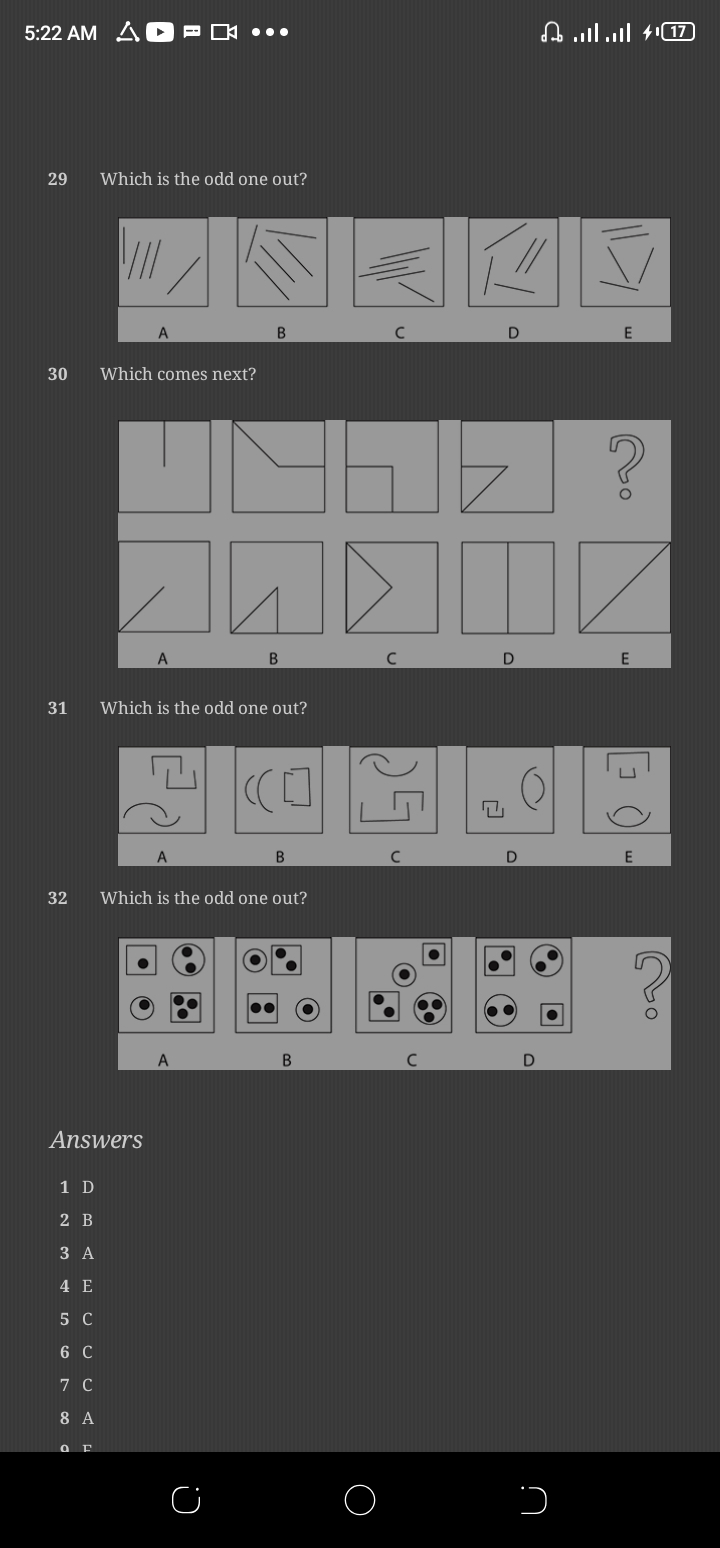 5:22 AM 17
29 Which is the odd one out?
A B C D E
30 Which comes next?
?
A B C D E
31 Which is the odd one out?
A B C D E
32 Which is the odd one out?
?
A B C D
Answers
1 D
2 B
3 A
4 E
5 C
6 C
7 C
8 A